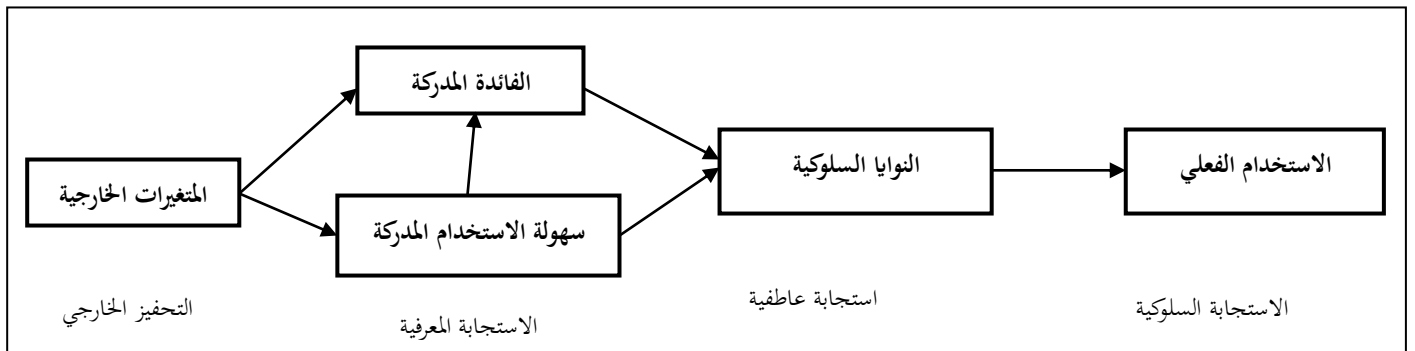 الفائدة المدركة
المتغيرات الخارجية
سهولة الاستخدام المدركة
النوايا السلوكية
الاستخدام الفعلي
التحفيز الخارجي
الاستجابة المعرفية
استجابة عاطفية
الاستجابة السلوكية